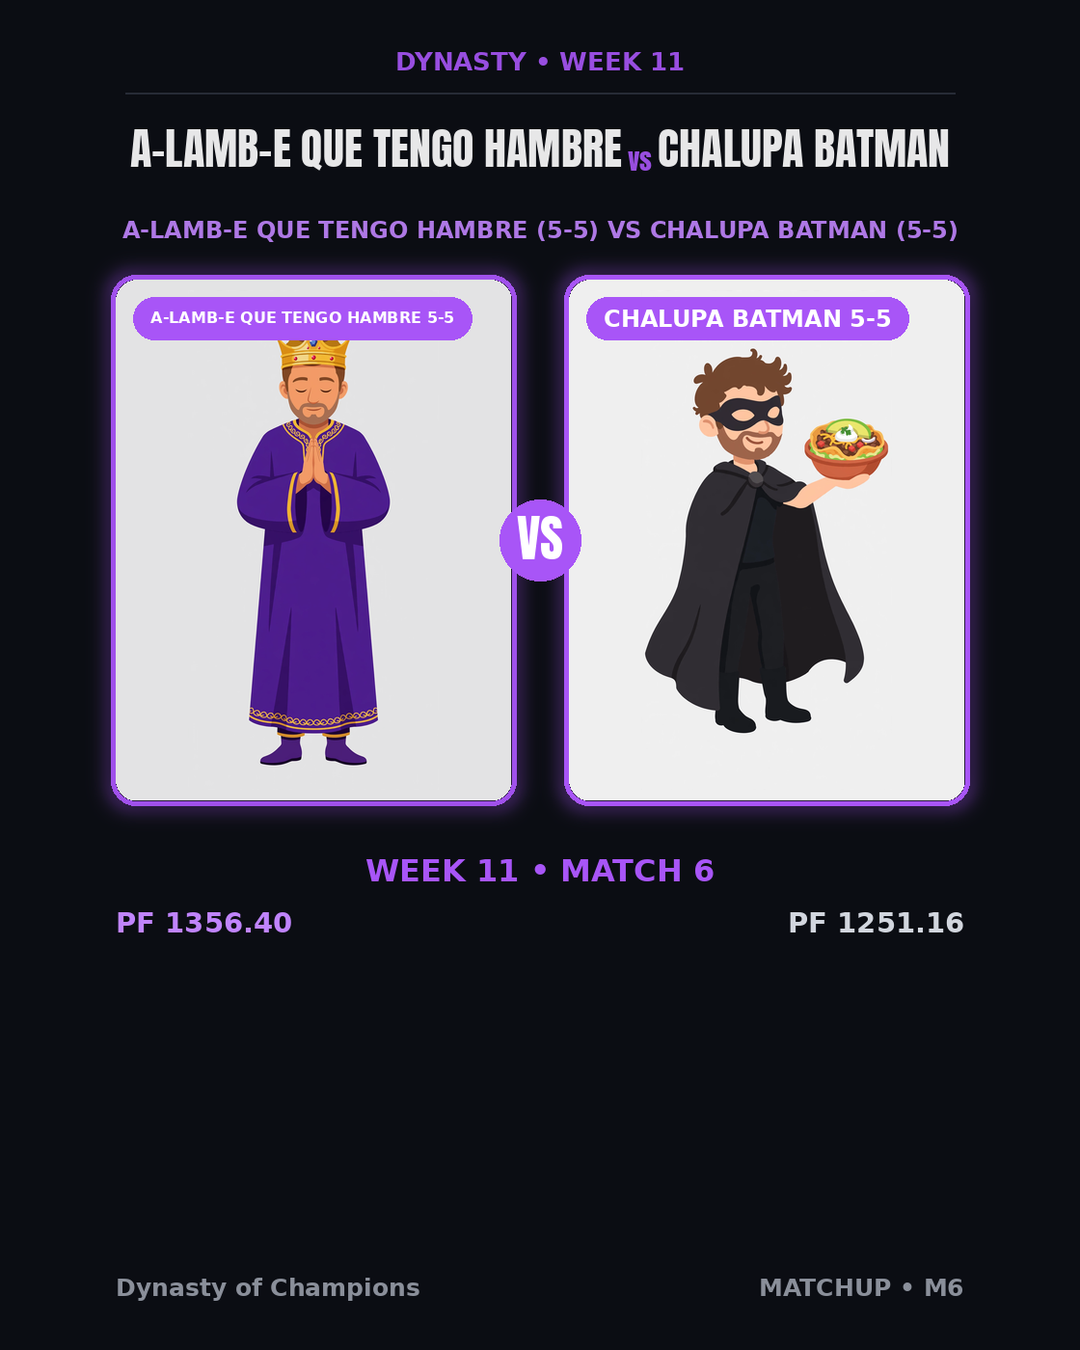 DYNASTY • WEEK 11
A-LAMB-E QUE TENGO HAMBRE VS CHALUPA BATMAN
A-LAMB-E QUE TENGO HAMBRE (5-5) VS CHALUPA BATMAN (5-5)
A-LAMB-E QUE TENGO HAMBRE 5-5
CHALUPA BATMAN 5-5
VS
WEEK 11 • MATCH 6
PF 1356.40
PF 1251.16
Dynasty of Champions
MATCHUP • M6